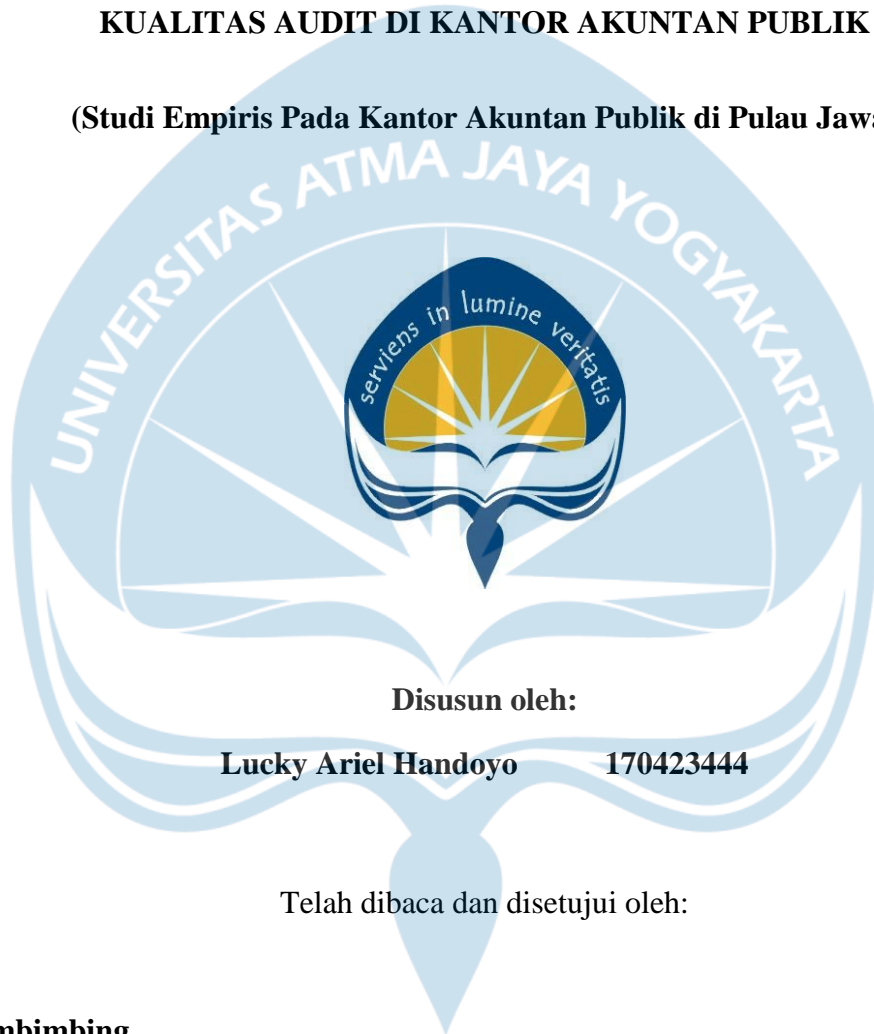 KUALITAS AUDIT DI KANTOR AKUNTAN PUBLIK
(Studi Empiris Pada Kantor Akuntan Publik di Pulau Jawa
UNIVERSITAS ATMA JAYA YOGYAKARTA
serviens in lumine veritatis
Disusun oleh:
Lucky Ariel Handoyo 170423444
Telah dibaca dan disetujui oleh:
mbimbing